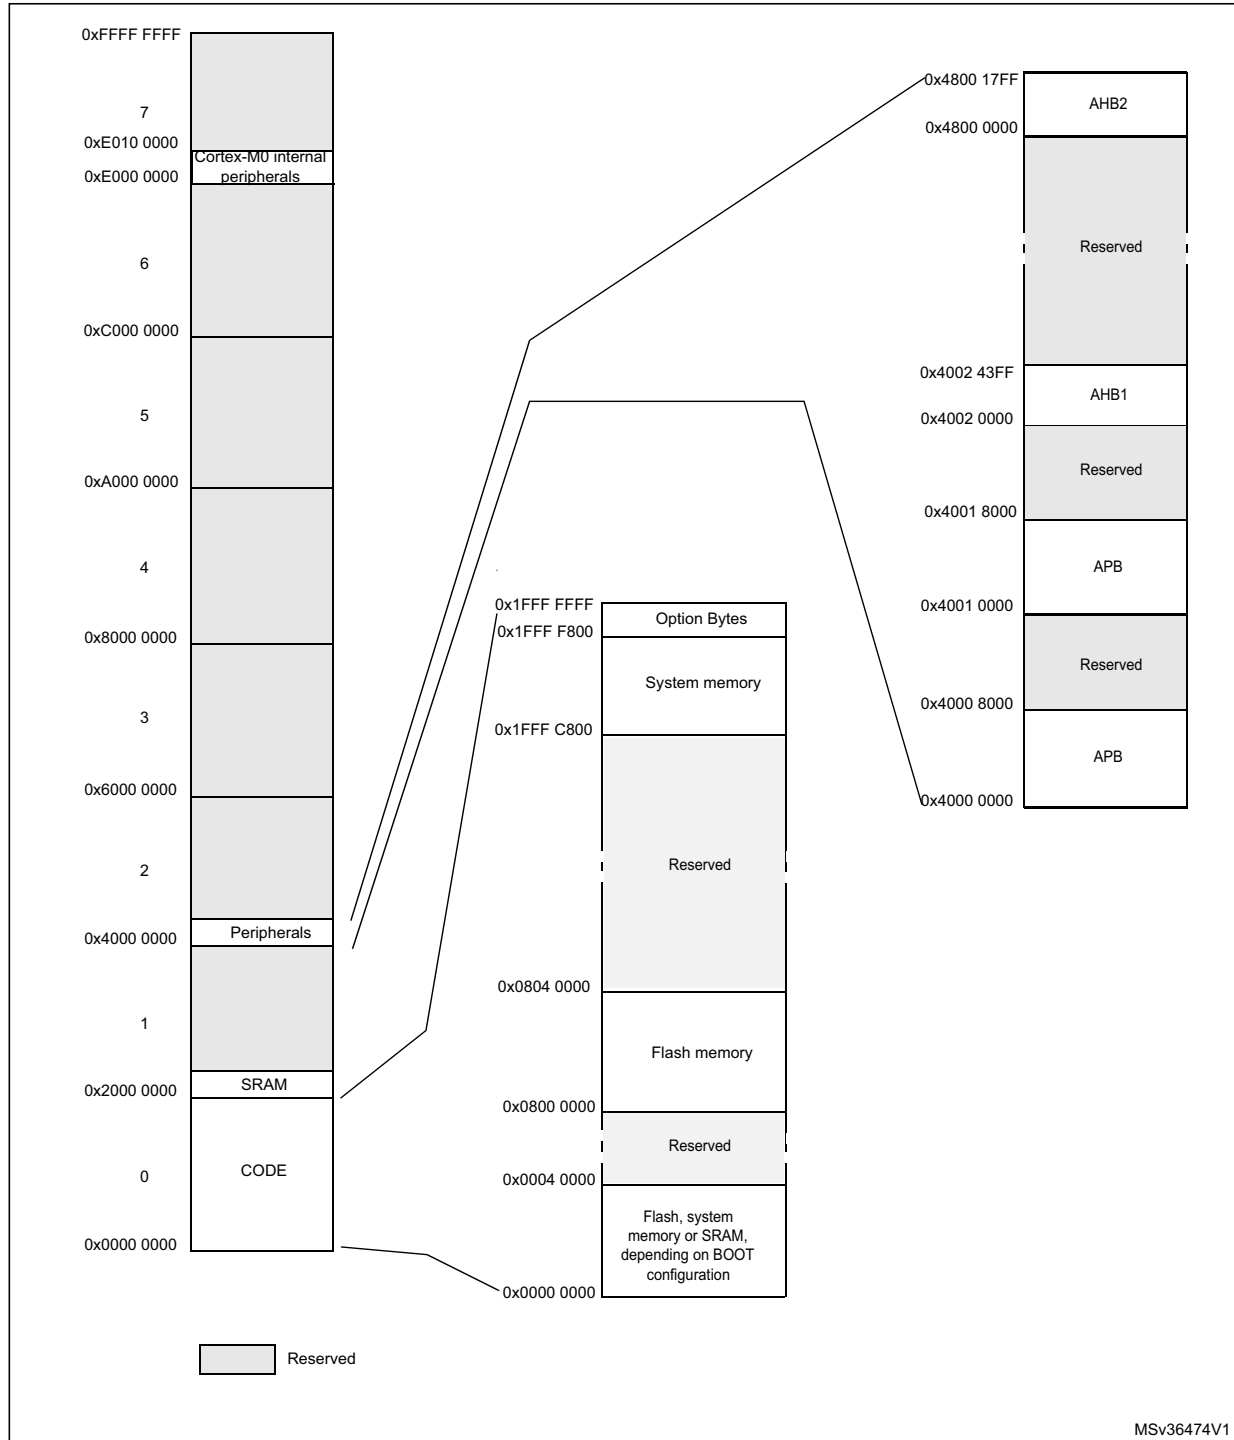 0xFFFF FFFF
7
0xE010 0000
Cortex-M0 internal
peripherals
0xE000 0000
6
0xC000 0000
5
0xA000 0000
4
0x8000 0000
3
0x6000 0000
2
Peripherals
0x4000 0000
1
SRAM
0x2000 0000
CODE
0
0x0000 0000
Reserved
0x1FFF FFFF
Option Bytes
0x1FFF F800
System memory
0x1FFF C800
Reserved
0x0804 0000
Flash memory
0x0800 0000
Reserved
0x0004 0000
Flash, system
memory or SRAM,
depending on BOOT
configuration
0x0000 0000
0x4800 17FF
AHB2
0x4800 0000
Reserved
0x4002 43FF
AHB1
0x4002 0000
Reserved
0x4001 8000
APB
0x4001 0000
Reserved
0x4000 8000
APB
0x4000 0000
MSv36474V1